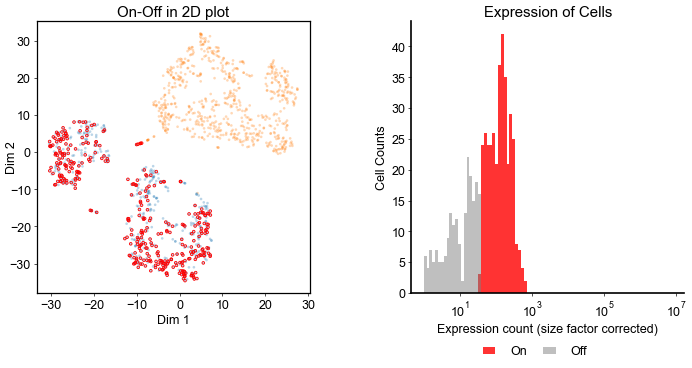 On-Off in 2D plot
30
20
10
0
−10
−20
−30
Dim 2
−30 −20 −10 0 10 20 30
Dim 1
Expression of Cells
40
35
30
25
20
15
10
5
0
Cell Counts
10^1 10^3 10^5 10^7
Expression count (size factor corrected)
On Off